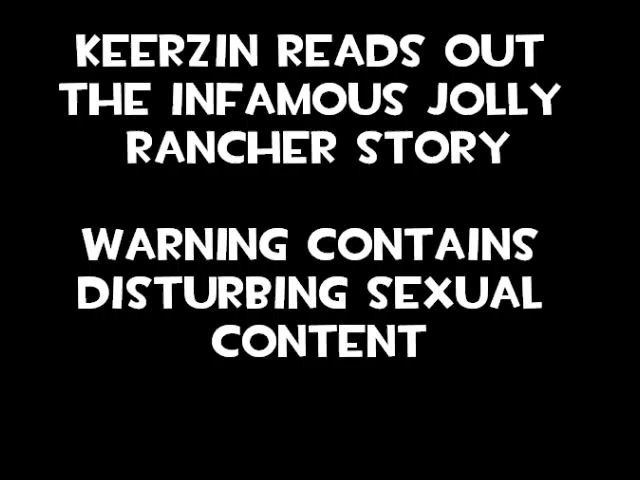 KEERZIN READS OUT
THE INFAMOUS JOLLY
RANCHER STORY
WARNING CONTAINS
DISTURBING SEXUAL
CONTENT